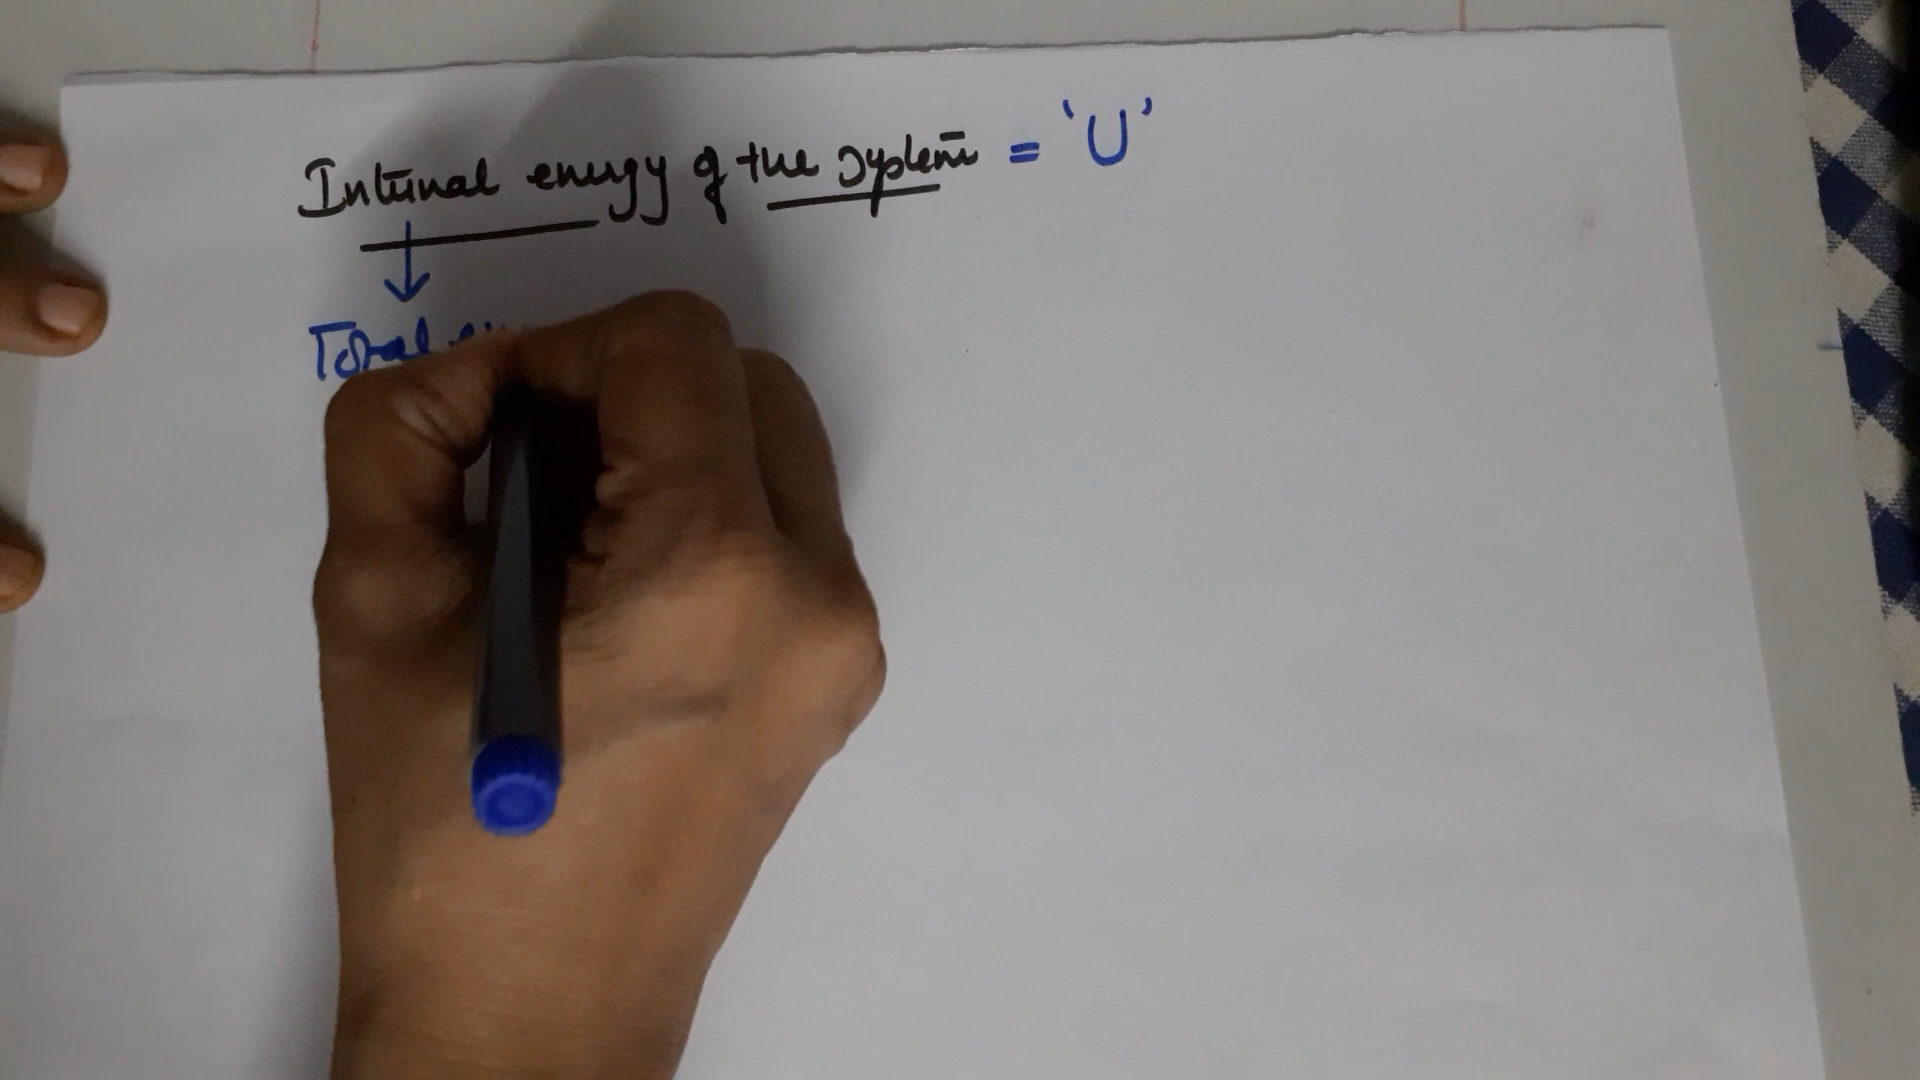 Internal energy of the system = 'U'
Total